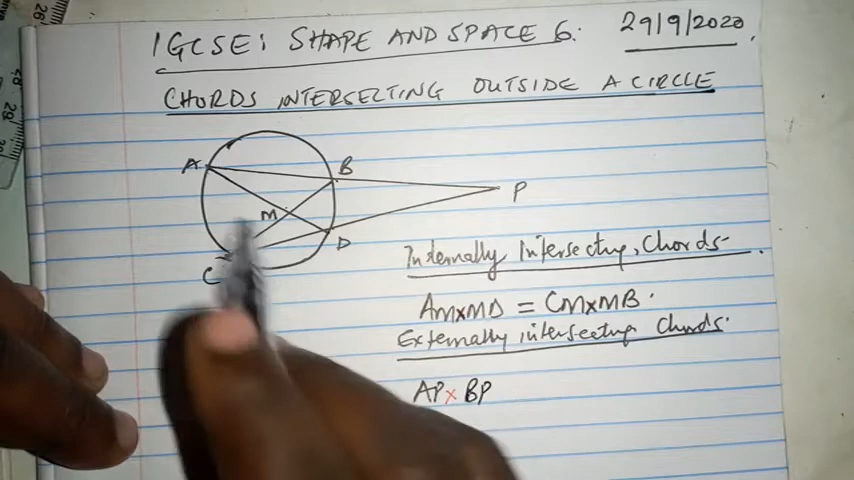 IGCSE: SHAPE AND SPACE 6. 29/9/2020.
CHORDS INTERSECTING OUTSIDE A CIRCLE
A
B
M
P
D
C
Internally Intersecting Chords.
AM×MD = CM×MB.
Externally intersecting Chords.
AP×BP